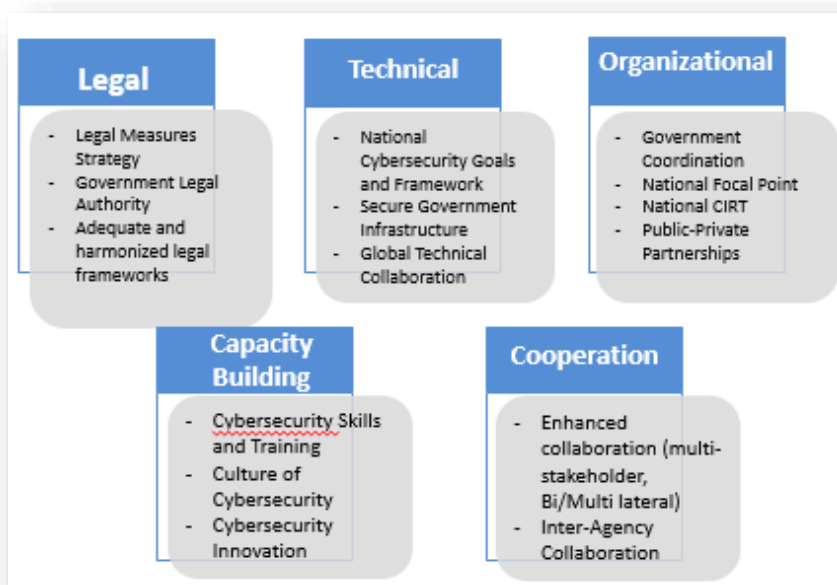 Legal
- Legal Measures
Strategy
- Government Legal
Authority
- Adequate and
harmonized legal
frameworks
Technical
- National
Cybersecurity Goals
and Framework
- Secure Government
Infrastructure
- Global Technical
Collaboration
Organizational
- Government
Coordination
- National Focal Point
- National CIRT
- Public-Private
Partnerships
Capacity
Building
- Cybersecurity Skills
and Training
- Culture of
Cybersecurity
- Cybersecurity
Innovation
Cooperation
- Enhanced
collaboration (multi-
stakeholder,
Bi/Multi lateral)
- Inter-Agency
Collaboration